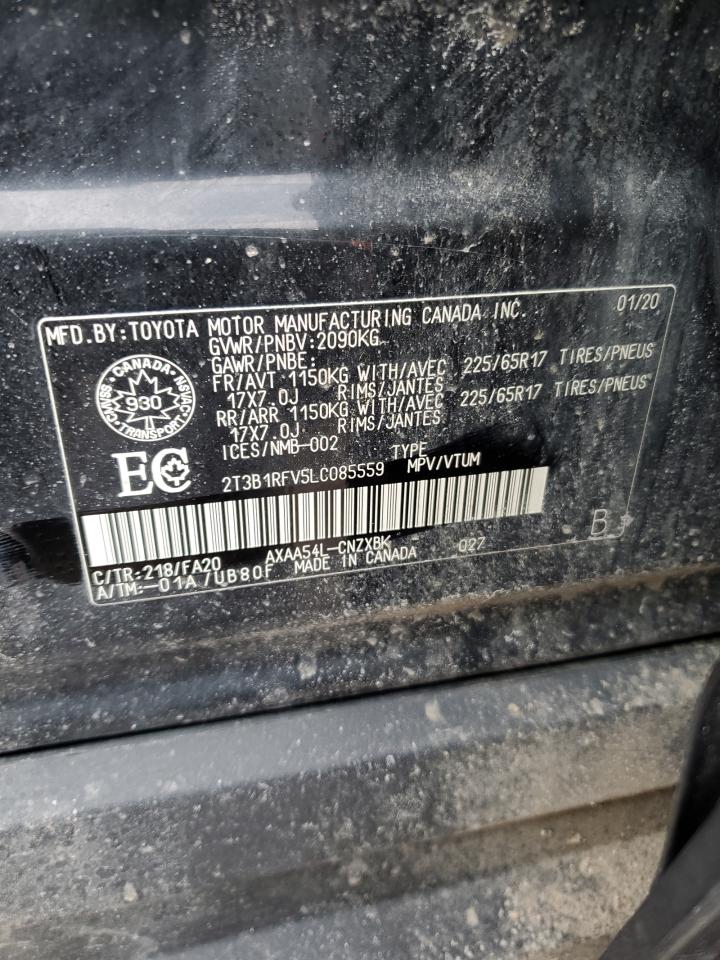 MFD.BY:TOYOTA MOTOR MANUFACTURING CANADA INC. 01/20
GVWR/PNBV:2090KG
GAWR/PNBE:
FR/AVT 1150KG WITH/AVEC 225/65R17 TIRES/PNEUS
17X7.0J RIMS/JANTES
RR/ARR 1150KG WITH/AVEC 225/65R17 TIRES/PNEUS
17X7.0J RIMS/JANTES
ICES/NMB-002
CANADA
CMVSS NSVAC
930
TRANSPORT
EC
TYPE
2T3B1RFV5LC085559 MPV/VTUM
B
C/TR:218/FA20 AXAA54L-CNZXBK 027
A/TM:-01A/UB80F MADE IN CANADA